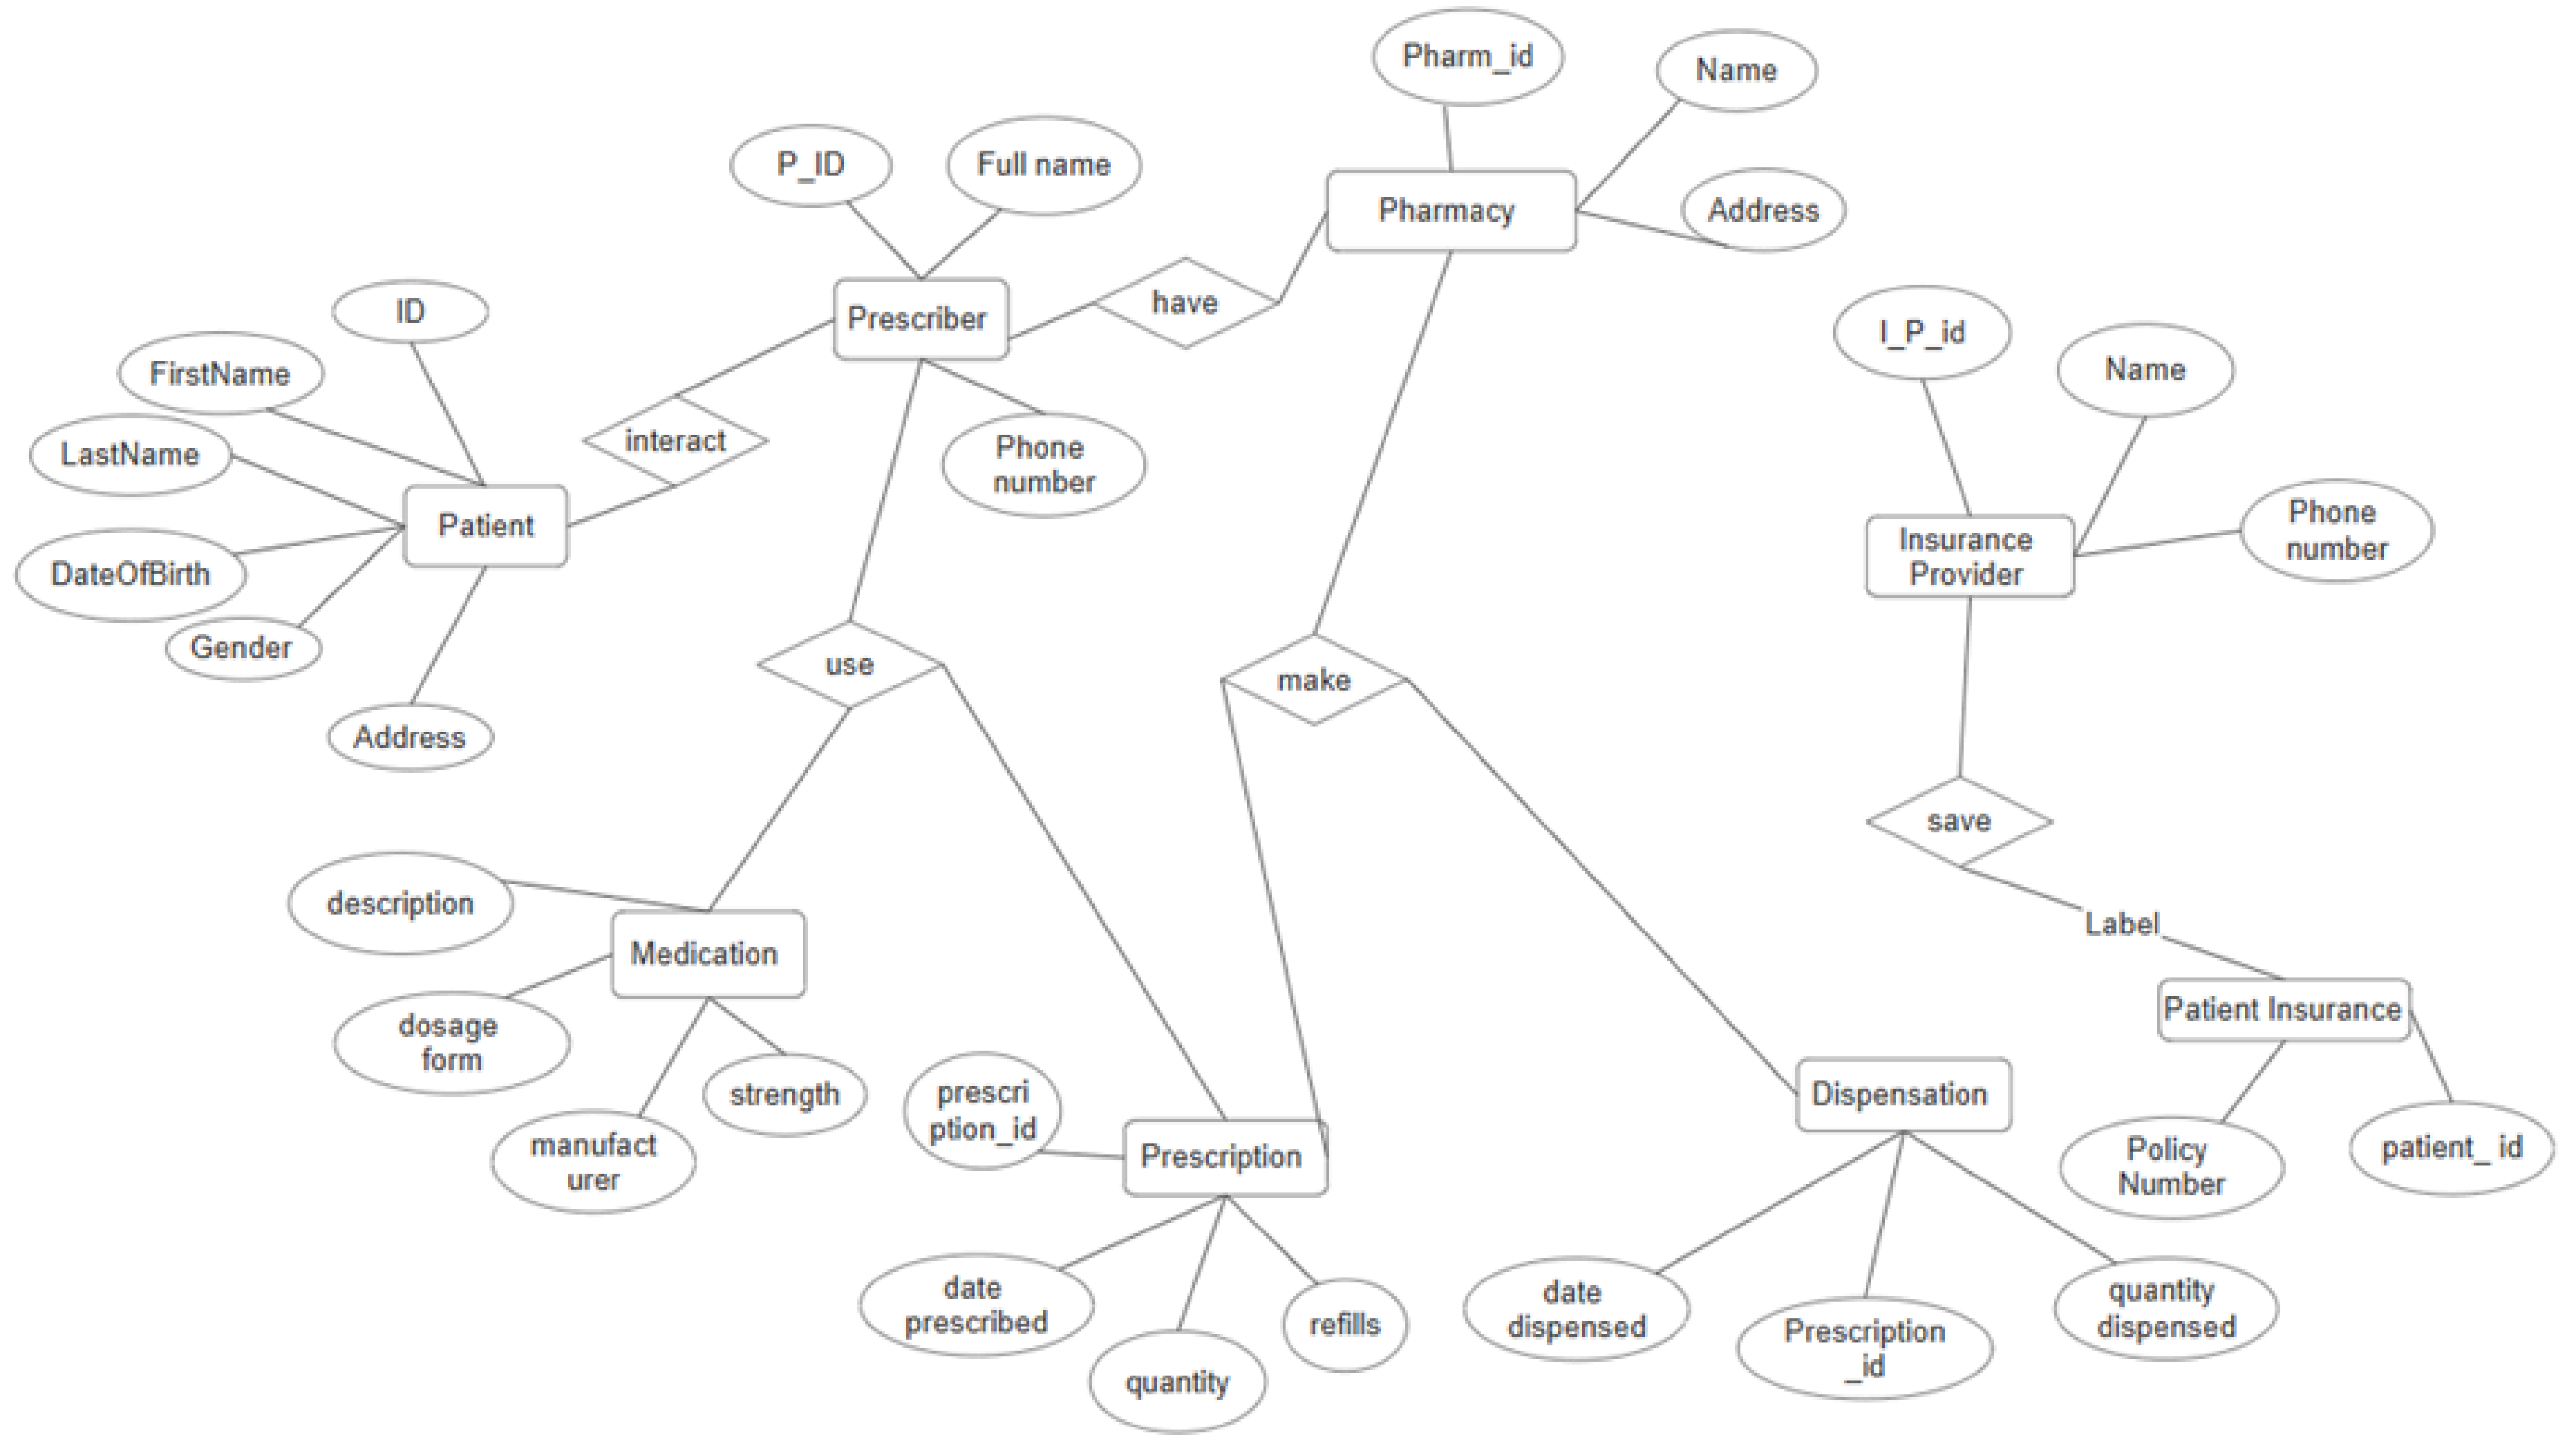 Pharm_id
Name
P_ID
Full name
Pharmacy
Address
ID
Prescriber
have
I_P_id
FirstName
Name
LastName
interact
Phone
number
Patient
Insurance
Provider
Phone
number
DateOfBirth
Gender
use
make
Address
save
description
Label
Medication
Patient Insurance
dosage
form
strength
prescri
ption_id
Dispensation
manufact
urer
Prescription
Policy
Number
patient_ id
date
prescribed
refills
date
dispensed
quantity
dispensed
Prescription
_id
quantity